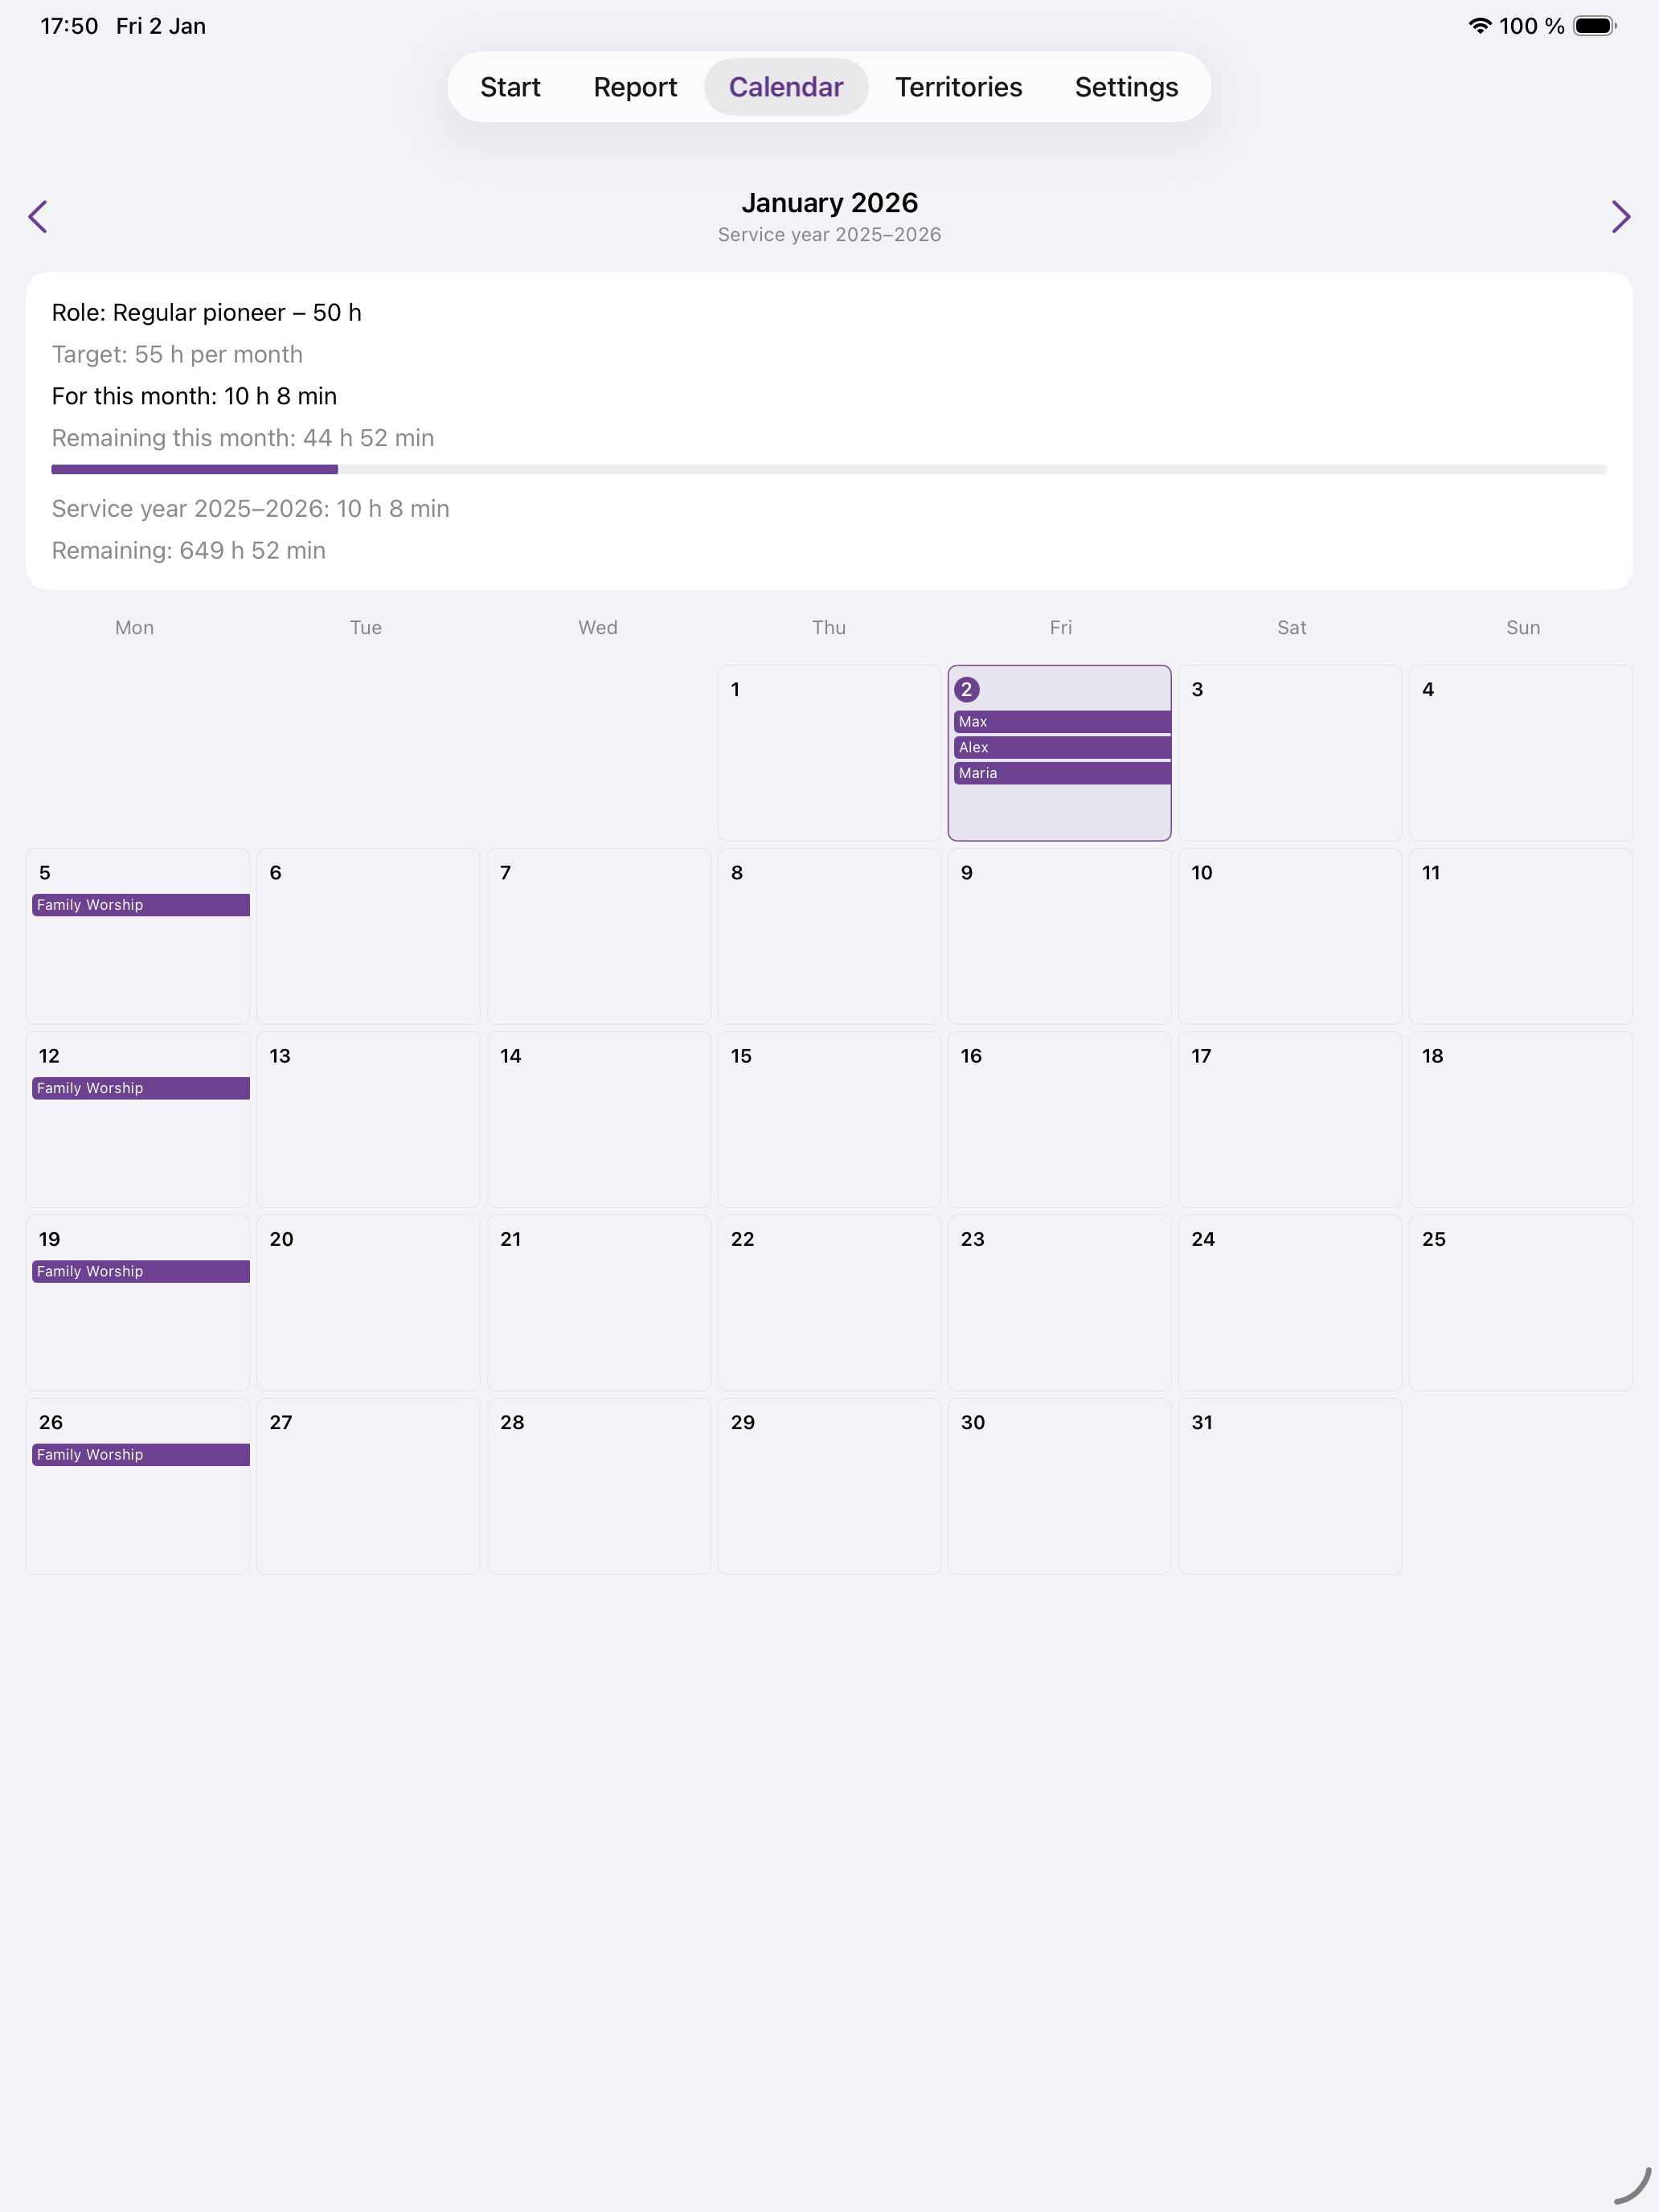 17:50 Fri 2 Jan 100 %
Start Report Calendar Territories Settings
January 2026
Service year 2025–2026
Role: Regular pioneer – 50 h
Target: 55 h per month
For this month: 10 h 8 min
Remaining this month: 44 h 52 min
Service year 2025–2026: 10 h 8 min
Remaining: 649 h 52 min
Mon Tue Wed Thu Fri Sat Sun
1 2 3 4
Max
Alex
Maria
5 6 7 8 9 10 11
Family Worship
12 13 14 15 16 17 18
Family Worship
19 20 21 22 23 24 25
Family Worship
26 27 28 29 30 31
Family Worship